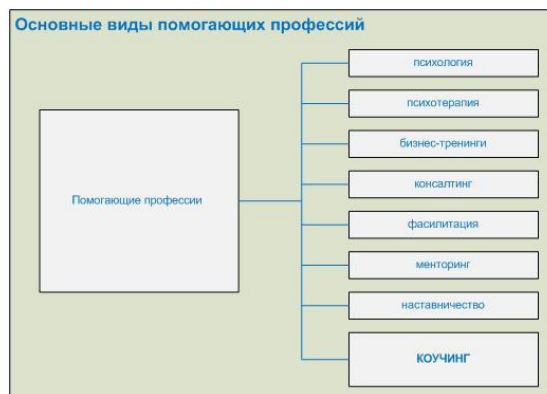 Основные виды помогающих профессий
Помогающие профессии
психология
психотерапия
бизнес-тренинги
консалтинг
фасилитация
менторинг
наставничество
КОУЧИНГ